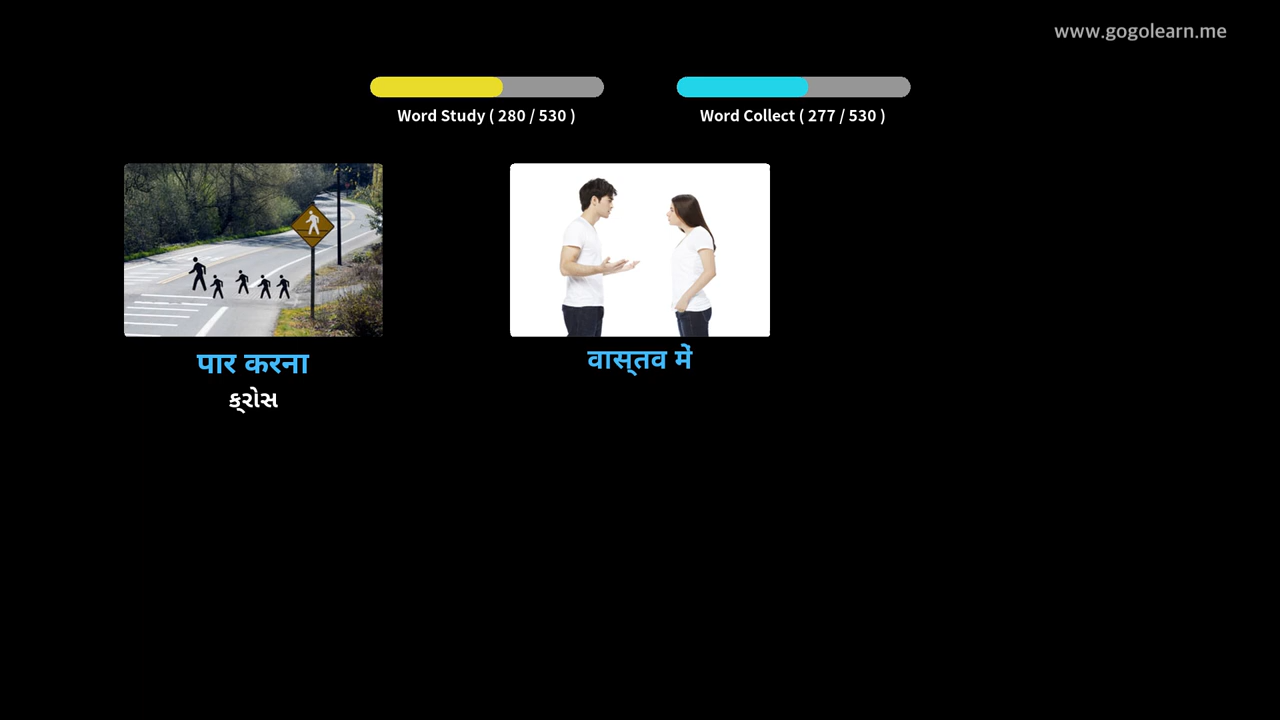 www.gogolearn.me
Word Study ( 280 / 530 )
Word Collect ( 277 / 530 )
पार करना
ક્રોસ
वास्तव में